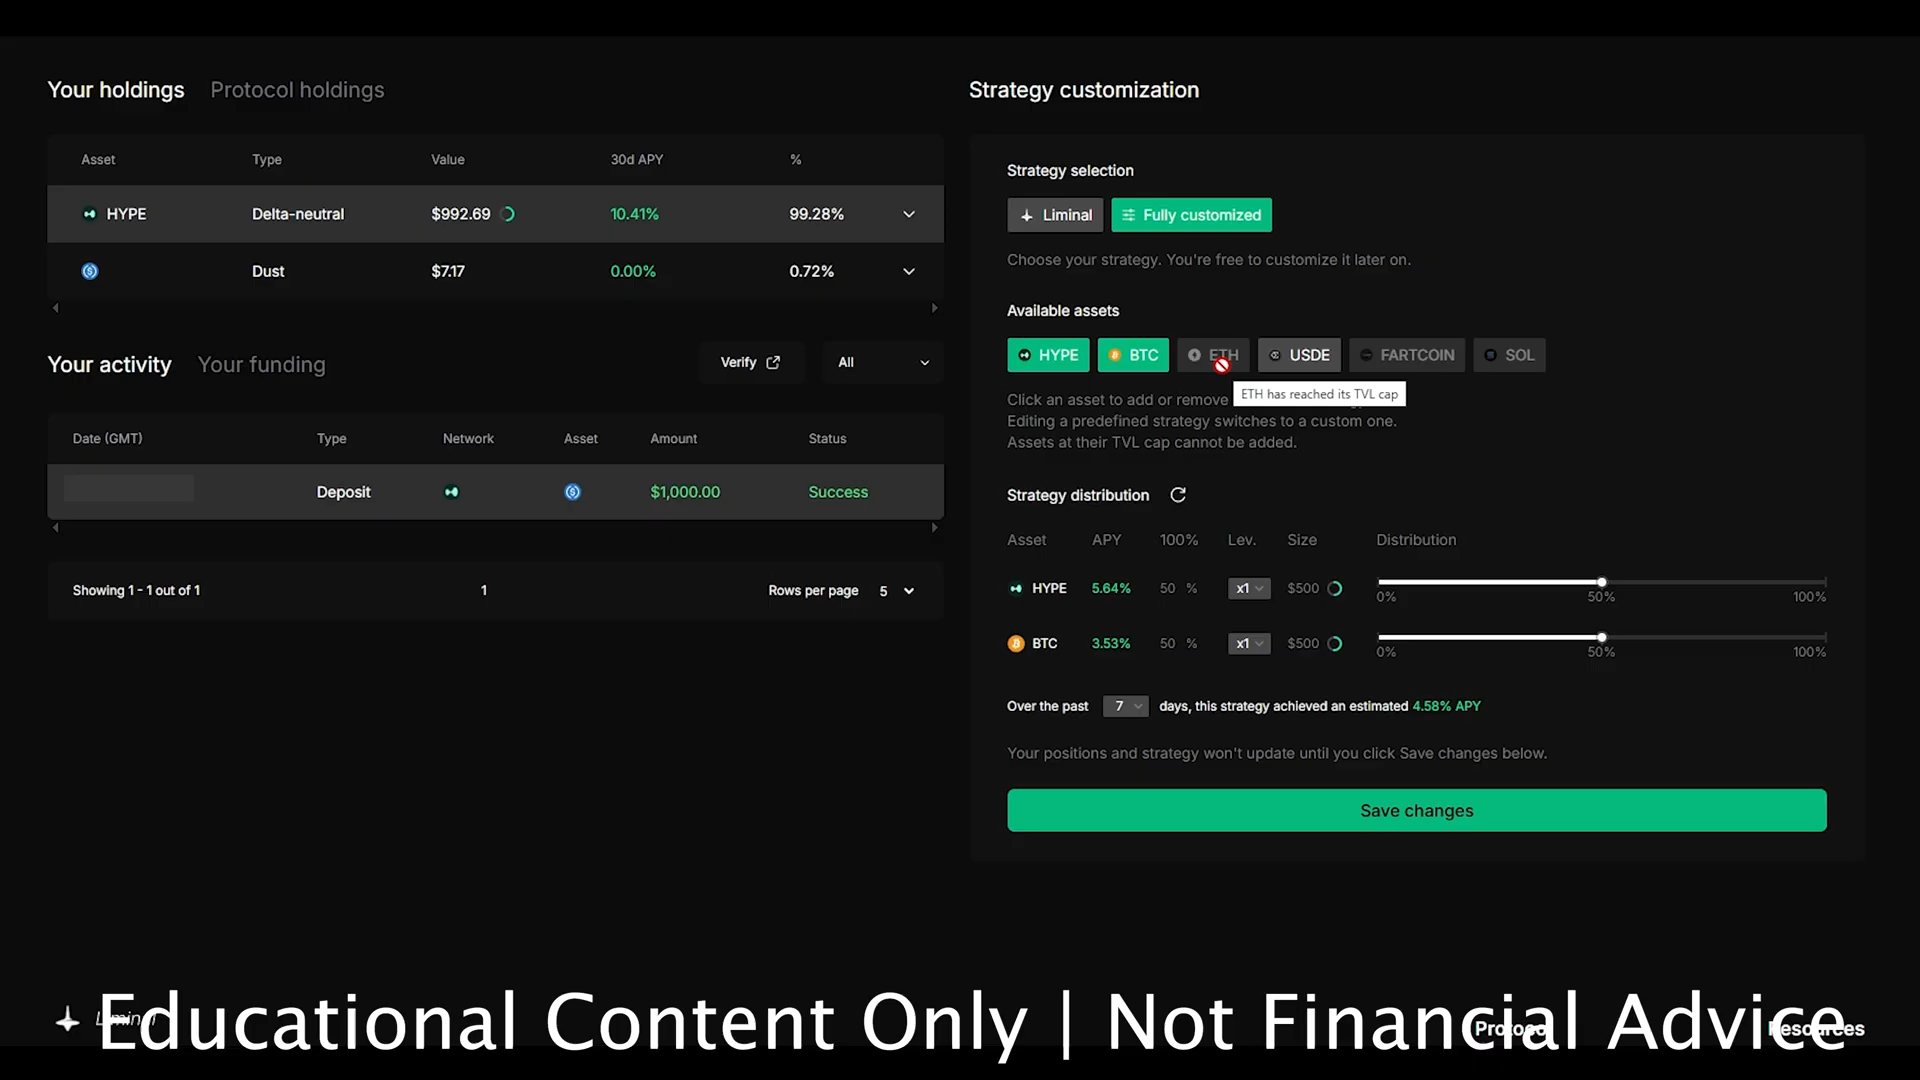 Your holdings Protocol holdings
Asset Type Value 30d APY %
HYPE Delta-neutral $992.69 10.41% 99.28%
Dust $7.17 0.00% 0.72%
Your activity Your funding Verify All
Date (GMT) Type Network Asset Amount Status
Deposit $1,000.00 Success
Showing 1 - 1 out of 1 1 Rows per page 5
Strategy customization
Strategy selection
Liminal Fully customized
Choose your strategy. You're free to customize it later on.
Available assets
HYPE BTC ETH USDE FARTCOIN SOL
ETH has reached its TVL cap
Click an asset to add or remove
Editing a predefined strategy switches to a custom one.
Assets at their TVL cap cannot be added.
Strategy distribution
Asset APY 100% Lev. Size Distribution
HYPE 5.64% 50 % x1 $500
0% 50% 100%
BTC 3.53% 50 % x1 $500
0% 50% 100%
Over the past 7 days, this strategy achieved an estimated 4.58% APY
Your positions and strategy won't update until you click Save changes below.
Save changes
Liminal Protocol Resources
Educational Content Only | Not Financial Advice